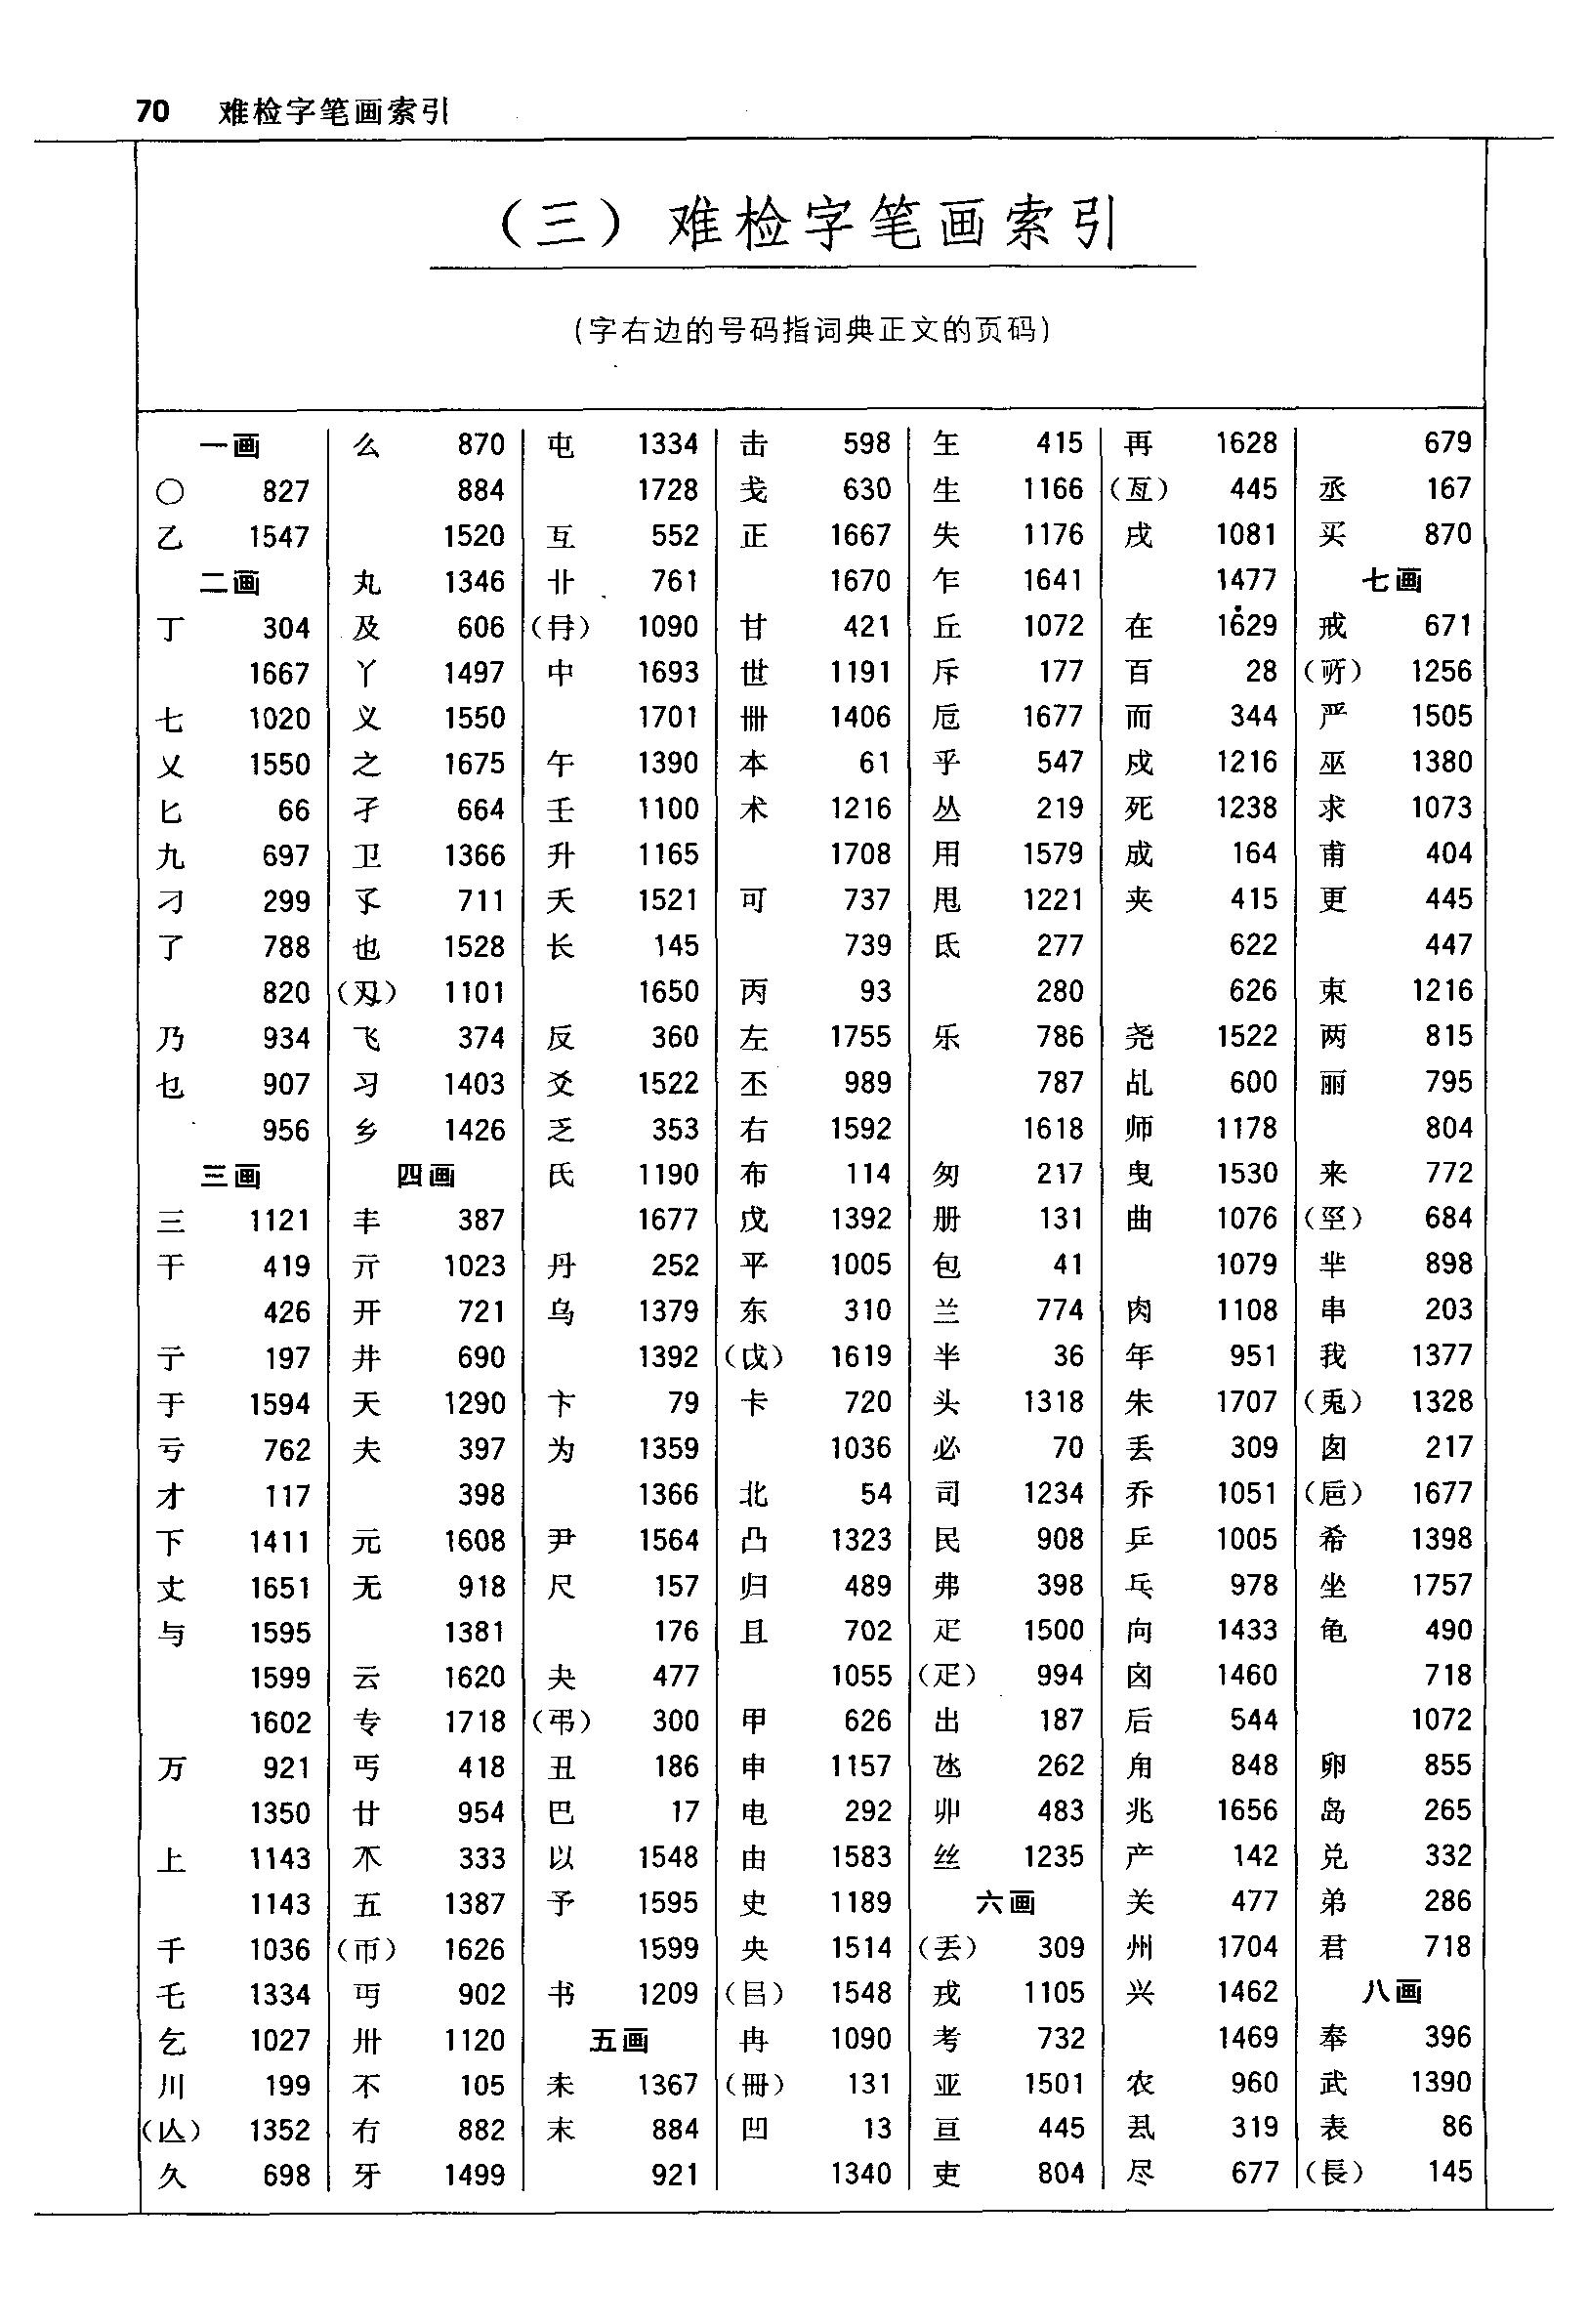 70 难检字笔画索引
（三）难检字笔画索引
（字右边的号码指词典正文的页码）
一画
〇 827
乙 1547
二画
丁 304
1667
七 1020
乂 1550
匕 66
九 697
刁 299
了 788
820
乃 934
乜 907
956
三画
三 1121
干 419
426
亍 197
于 1594
亏 762
才 117
下 1411
丈 1651
与 1595
1599
1602
万 921
1350
上 1143
1143
千 1036
乇 1334
乞 1027
川 199
(亾) 1352
久 698
么 870
884
1520
丸 1346
及 606
丫 1497
义 1550
之 1675
孑 664
卫 1366
孓 711
也 1528
(刄) 1101
飞 374
习 1403
乡 1426
四画
丰 387
亓 1023
开 721
井 690
天 1290
夫 397
398
元 1608
无 918
1381
云 1620
专 1718
丐 418
廿 954
不 333
五 1387
(帀) 1626
丏 902
卅 1120
不 105
冇 882
牙 1499
屯 1334
1728
互 552
卝 761
(冄) 1090
中 1693
1701
午 1390
壬 1100
升 1165
夭 1521
长 145
1650
反 360
爻 1522
乏 353
氏 1190
1677
丹 252
乌 1379
1392
卞 79
为 1359
1366
尹 1564
尺 157
176
夬 477
(弔) 300
丑 186
巴 17
以 1548
予 1595
1599
书 1209
五画
未 1367
末 884
921
击 598
戋 630
正 1667
1670
甘 421
世 1191
卌 1406
本 61
术 1216
1708
可 737
739
丙 93
左 1755
丕 989
右 1592
布 114
戊 1392
平 1005
东 310
(戉) 1619
卡 720
1036
北 54
凸 1323
归 489
且 702
1055
甲 626
申 1157
电 292
由 1583
史 1189
央 1514
(㠯) 1548
冉 1090
(冊) 131
凹 13
1340
生 1166
415
失 1176
乍 1641
丘 1072
斥 177
卮 1677
乎 547
丛 219
用 1579
甩 1221
氐 277
280
乐 786
787
1618
匆 217
册 131
包 41
兰 774
半 36
头 1318
必 70
司 1234
民 908
弗 398
疋 1500
(疋) 994
出 187
氹 262
卯 483
丝 1235
六画
(丢) 309
戎 1105
考 732
亚 1501
亘 445
吏 804
再 1628
(亙) 445
戌 1081
1477
在 1629
百 28
而 344
戍 1216
死 1238
成 164
夹 415
622
626
尧 1522
乩 600
师 1178
曳 1530
曲 1076
1079
肉 1108
年 951
朱 1707
丢 309
乔 1051
乒 1005
乓 978
向 1433
囟 1460
后 544
甪 848
兆 1656
产 142
关 477
州 1704
兴 1462
1469
农 960
厾 319
尽 677
679
丞 167
买 870
七画
戒 671
(䏁) 1256
严 1505
巫 1380
求 1073
甫 404
更 445
447
束 1216
两 815
丽 795
804
来 772
(坙) 684
芈 898
串 203
我 1377
(兎) 1328
囱 217
(巵) 1677
希 1398
坐 1757
龟 490
718
1072
卵 855
岛 265
兑 332
弟 286
君 718
八画
奉 396
武 1390
表 86
(長) 145